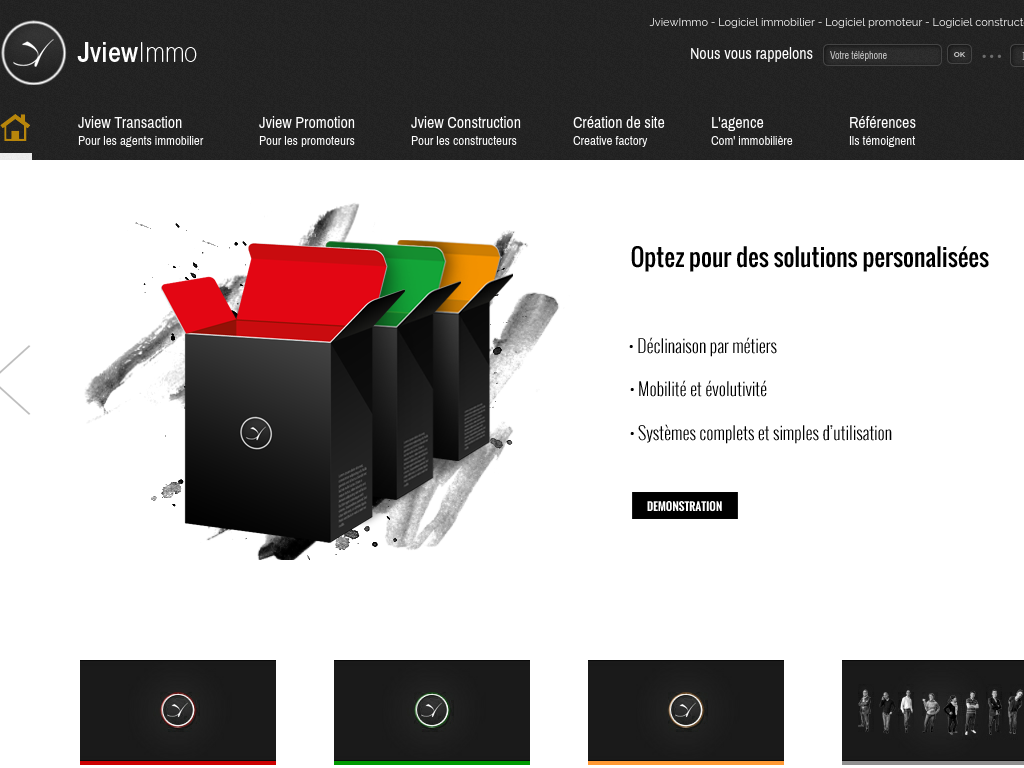 JviewImmo - Logiciel immobilier - Logiciel promoteur - Logiciel construct
JviewImmo
Nous vous rappelons
Votre téléphone
OK
Jview Transaction
Pour les agents immobilier
Jview Promotion
Pour les promoteurs
Jview Construction
Pour les constructeurs
Création de site
Creative factory
L'agence
Com' immobilière
Références
Ils témoignent
Optez pour des solutions personalisées
• Déclinaison par métiers
• Mobilité et évolutivité
• Systèmes complets et simples d’utilisation
DEMONSTRATION